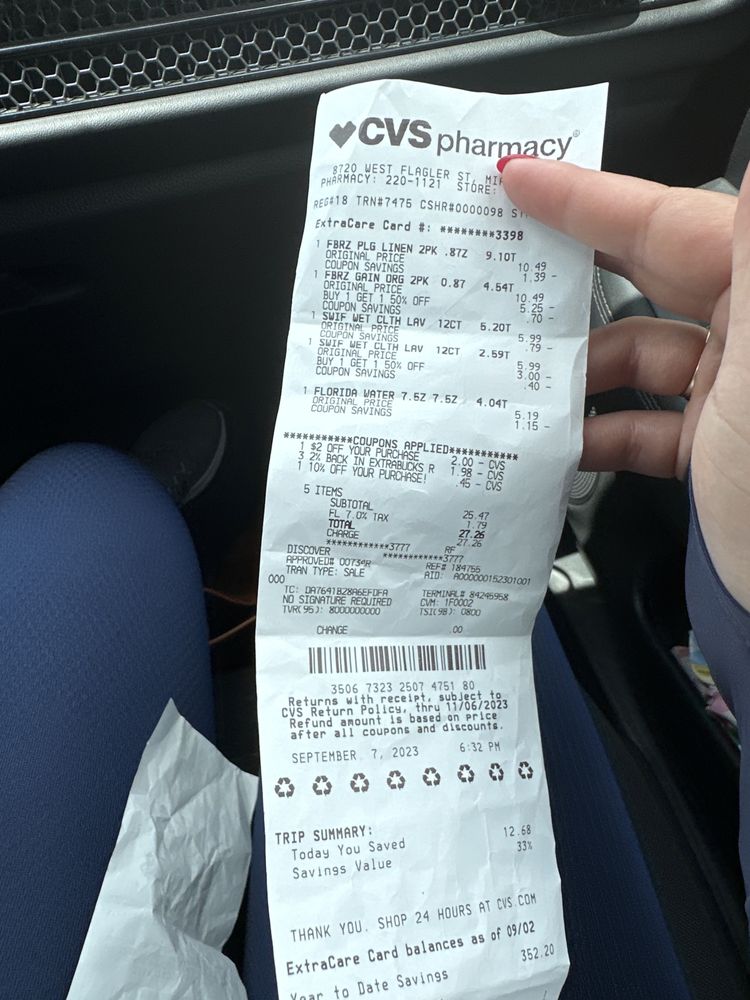 CVS pharmacy®
8720 WEST FLAGLER ST,
PHARMACY: 220-1121 STORE:
REG#18 TRN#7475 CSHR#0000098
ExtraCare Card #: ********3398
1 FBRZ PLG LINEN 2PK .87Z 9.10T
ORIGINAL PRICE 10.49
COUPON SAVINGS 1.39 -
1 FBRZ GAIN ORG 2PK 0.87 4.54T
ORIGINAL PRICE 10.49
BUY 1 GET 1 50% OFF 5.25 -
COUPON SAVINGS .70 -
1 SWIF WET CLTH LAV 12CT 5.20T
ORIGINAL PRICE 5.99
COUPON SAVINGS .79 -
1 SWIF WET CLTH LAV 12CT 2.59T
ORIGINAL PRICE 5.99
BUY 1 GET 1 50% OFF 3.00 -
COUPON SAVINGS .40 -
1 FLORIDA WATER 7.5Z 7.5Z 4.04T
ORIGINAL PRICE 5.19
COUPON SAVINGS 1.15 -
***********COUPONS APPLIED***********
1 $2 OFF YOUR PURCHASE 2.00 - CVS
3 2% BACK IN EXTRABUCKS R 1.98 - CVS
1 10% OFF YOUR PURCHASE! .45 - CVS
5 ITEMS
SUBTOTAL 25.47
FL 7.0% TAX 1.79
TOTAL 27.26
CHARGE 27.26
************3777 RF
DISCOVER ************3777
APPROVED# 00734R REF# 184755
TRAN TYPE: SALE AID: A000000152301001
000
TC: DA7641B28A6EFDFA TERMINAL# 84245958
NO SIGNATURE REQUIRED CVM: 1F0002
TVR(95): 8000000000 TSI(9B): 0800
CHANGE .00
3506 7323 2507 4751 80
Returns with receipt, subject to
CVS Return Policy, thru 11/06/2023
Refund amount is based on price
after all coupons and discounts.
SEPTEMBER 7, 2023 6:32 PM
TRIP SUMMARY:
Today You Saved 12.68
Savings Value 33%
THANK YOU. SHOP 24 HOURS AT CVS.COM
ExtraCare Card balances as of 09/02
Year to Date Savings 352.20